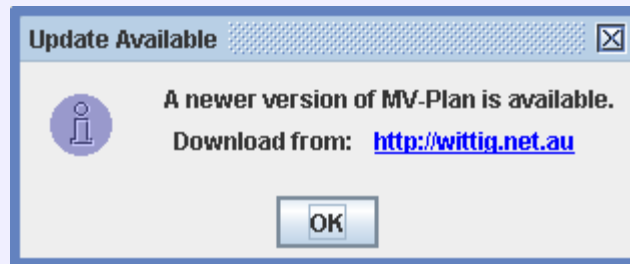 Update Available
A newer version of MV-Plan is available.
Download from: http://wittig.net.au
OK